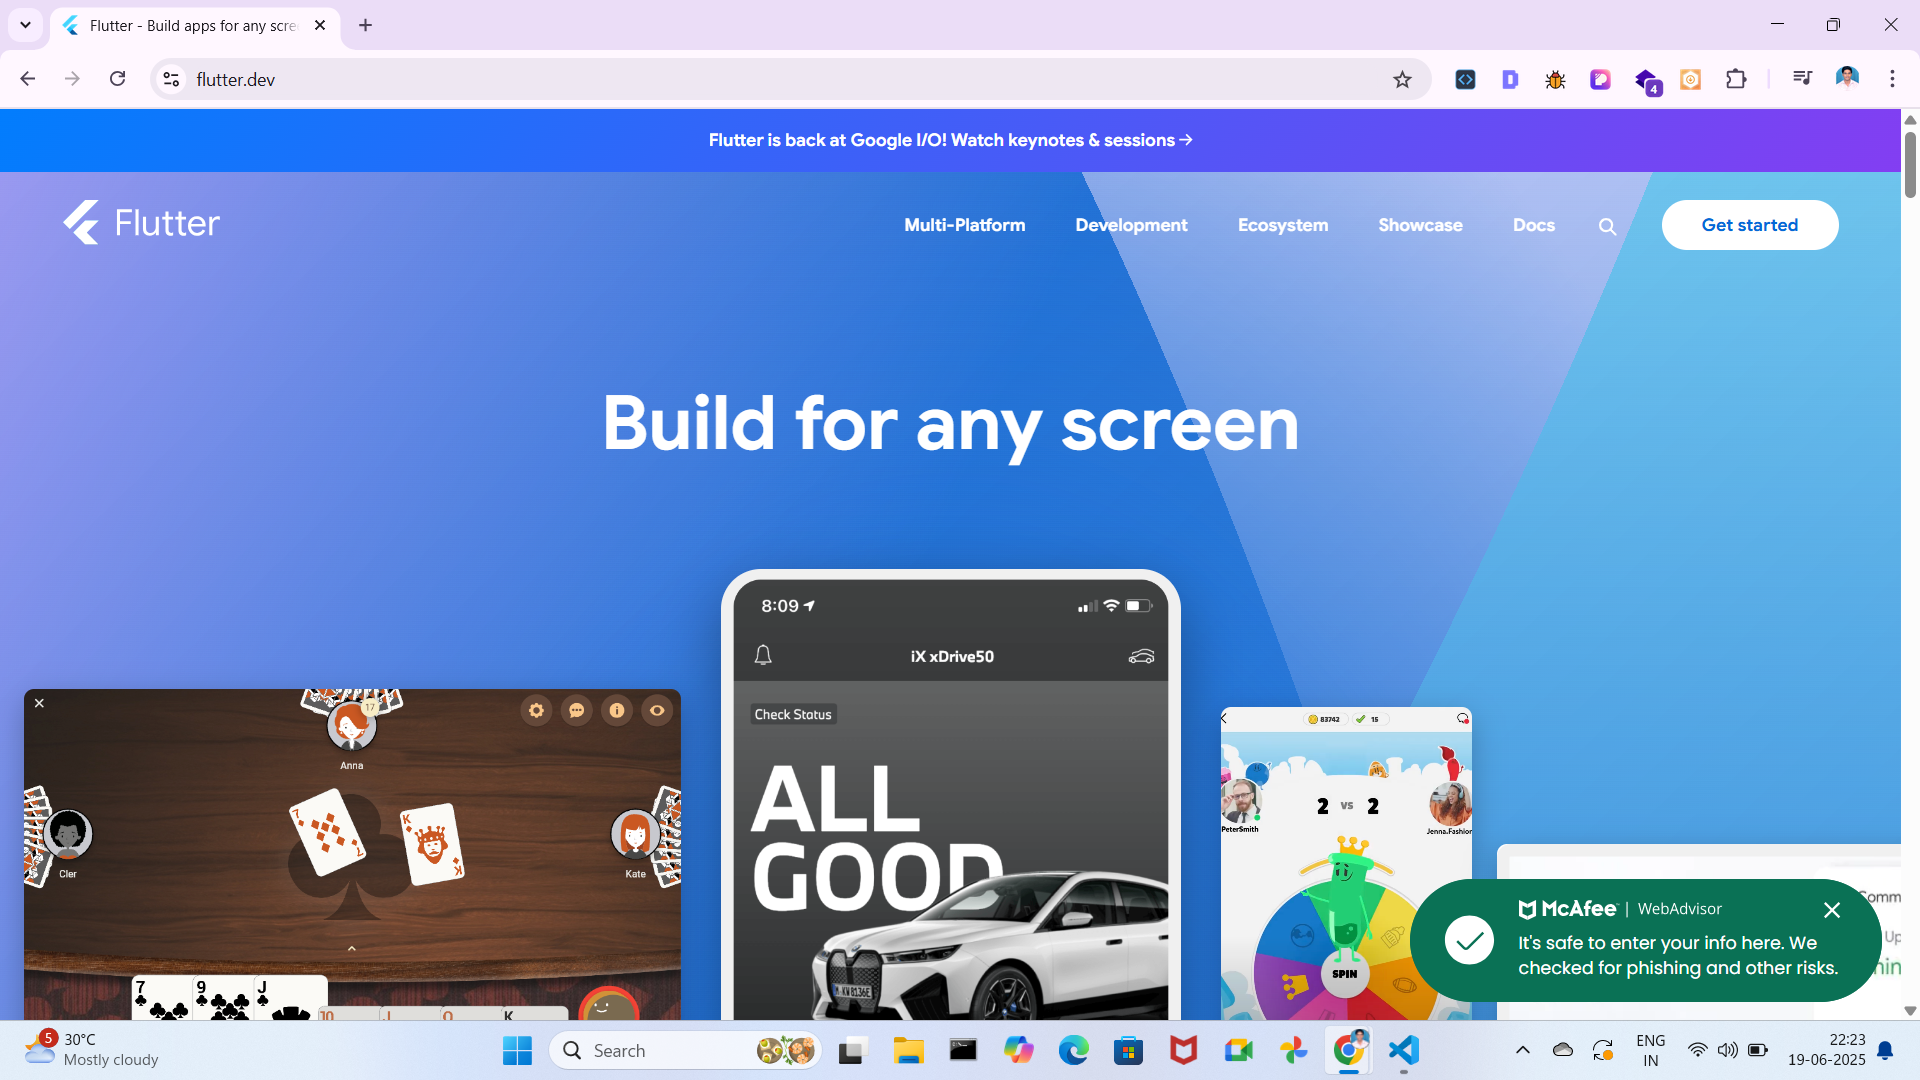 Flutter - Build apps for any scre
flutter.dev
4
Flutter is back at Google I/O! Watch keynotes & sessions →
Flutter
Multi-Platform
Development
Ecosystem
Showcase
Docs
Get started
Build for any screen
8:09
iX xDrive50
Check Status
ALL
GOOD
17
Anna
Cler
Kate
7
K
7
K
7
9
J
10
J
Q
K
83742
15
2 VS 2
PeterSmith
Jenna.Fashion
SPIN
Comm
Up
McAfee | WebAdvisor
It's safe to enter your info here. We
checked for phishing and other risks.
5
30°C
Mostly cloudy
Search
ENG
IN
22:23
19-06-2025